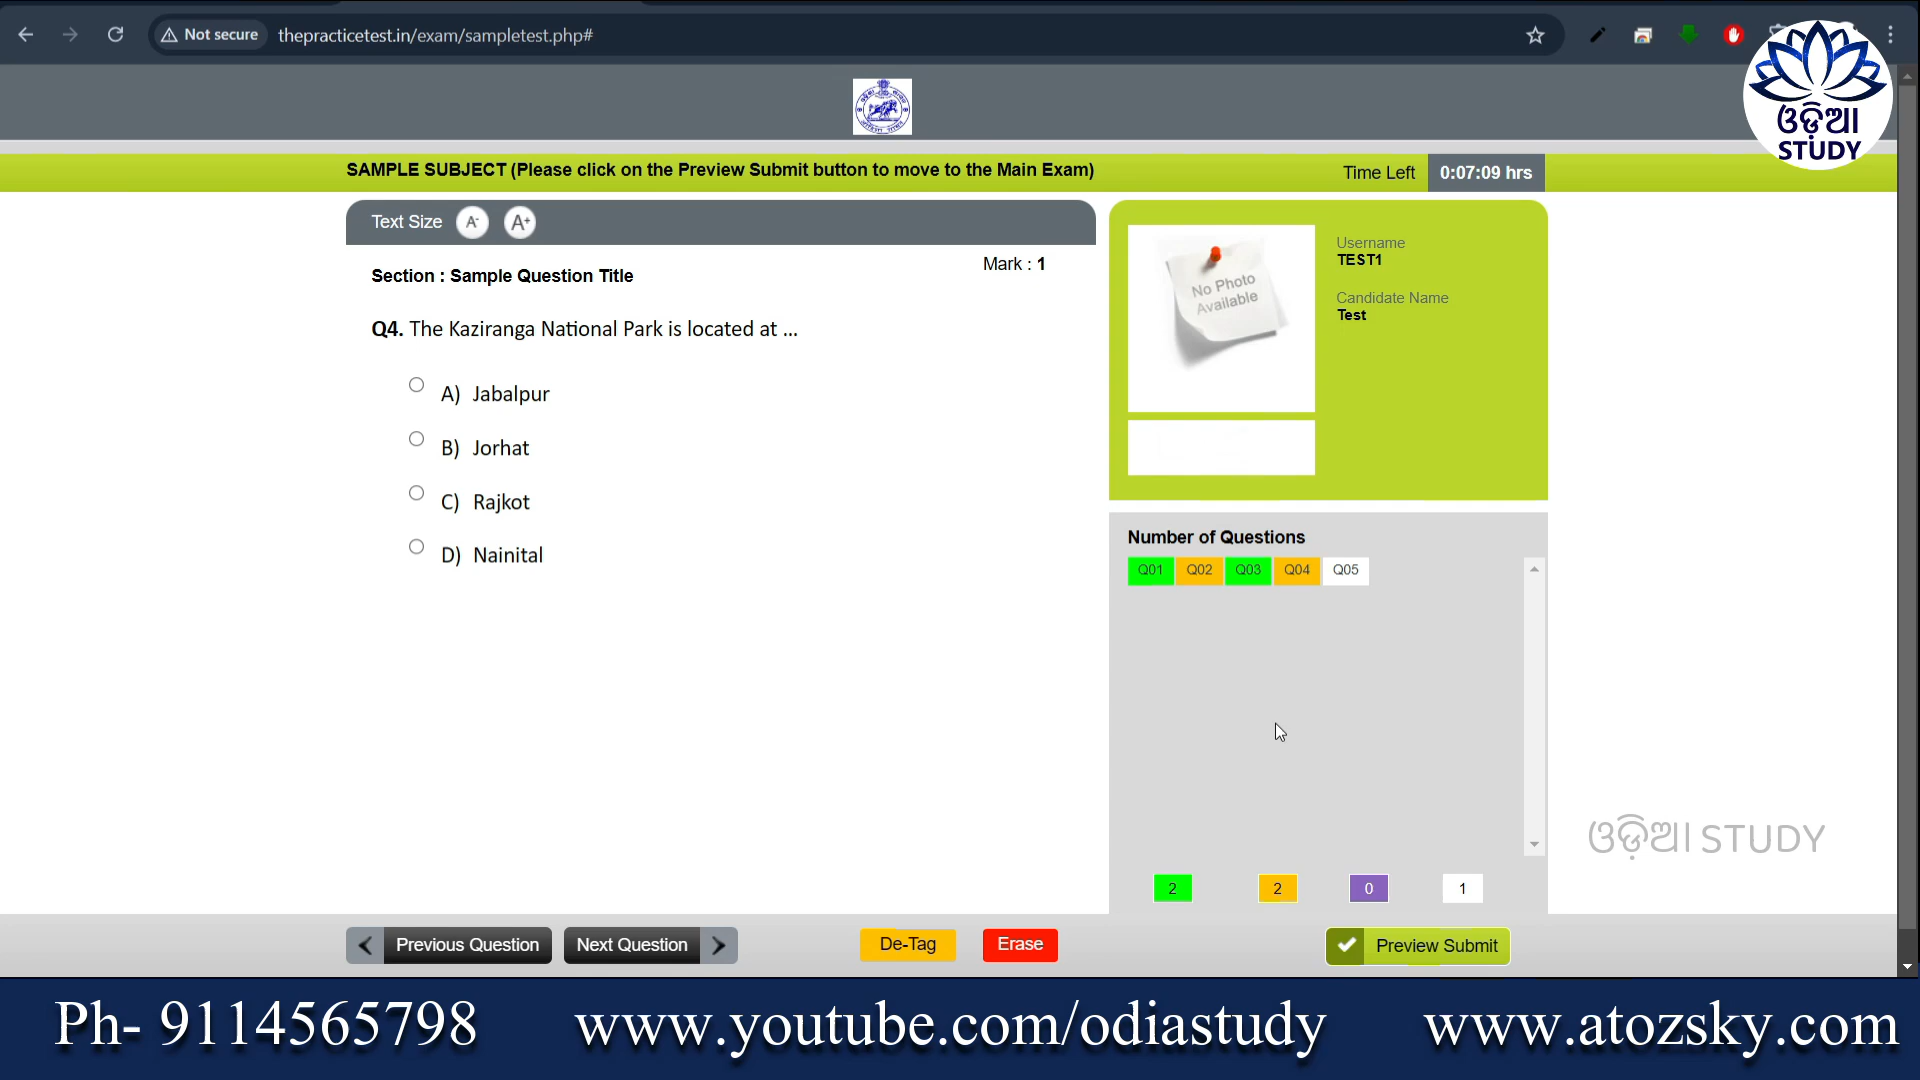 Not secure
thepracticetest.in/exam/sampletest.php#
ଓଡ଼ିଆ
STUDY
SAMPLE SUBJECT (Please click on the Preview Submit button to move to the Main Exam)
Time Left
0:07:09 hrs
Text Size
A-
A+
Section : Sample Question Title
Mark : 1
Q4. The Kaziranga National Park is located at ...
A) Jabalpur
B) Jorhat
C) Rajkot
D) Nainital
No Photo
Available
Username
TEST1
Candidate Name
Test
Number of Questions
Q01 Q02 Q03 Q04 Q05
ଓଡ଼ିଆ STUDY
2 2 0 1
Previous Question
Next Question
De-Tag
Erase
Preview Submit
Ph- 9114565798
www.youtube.com/odiastudy
www.atozsky.com